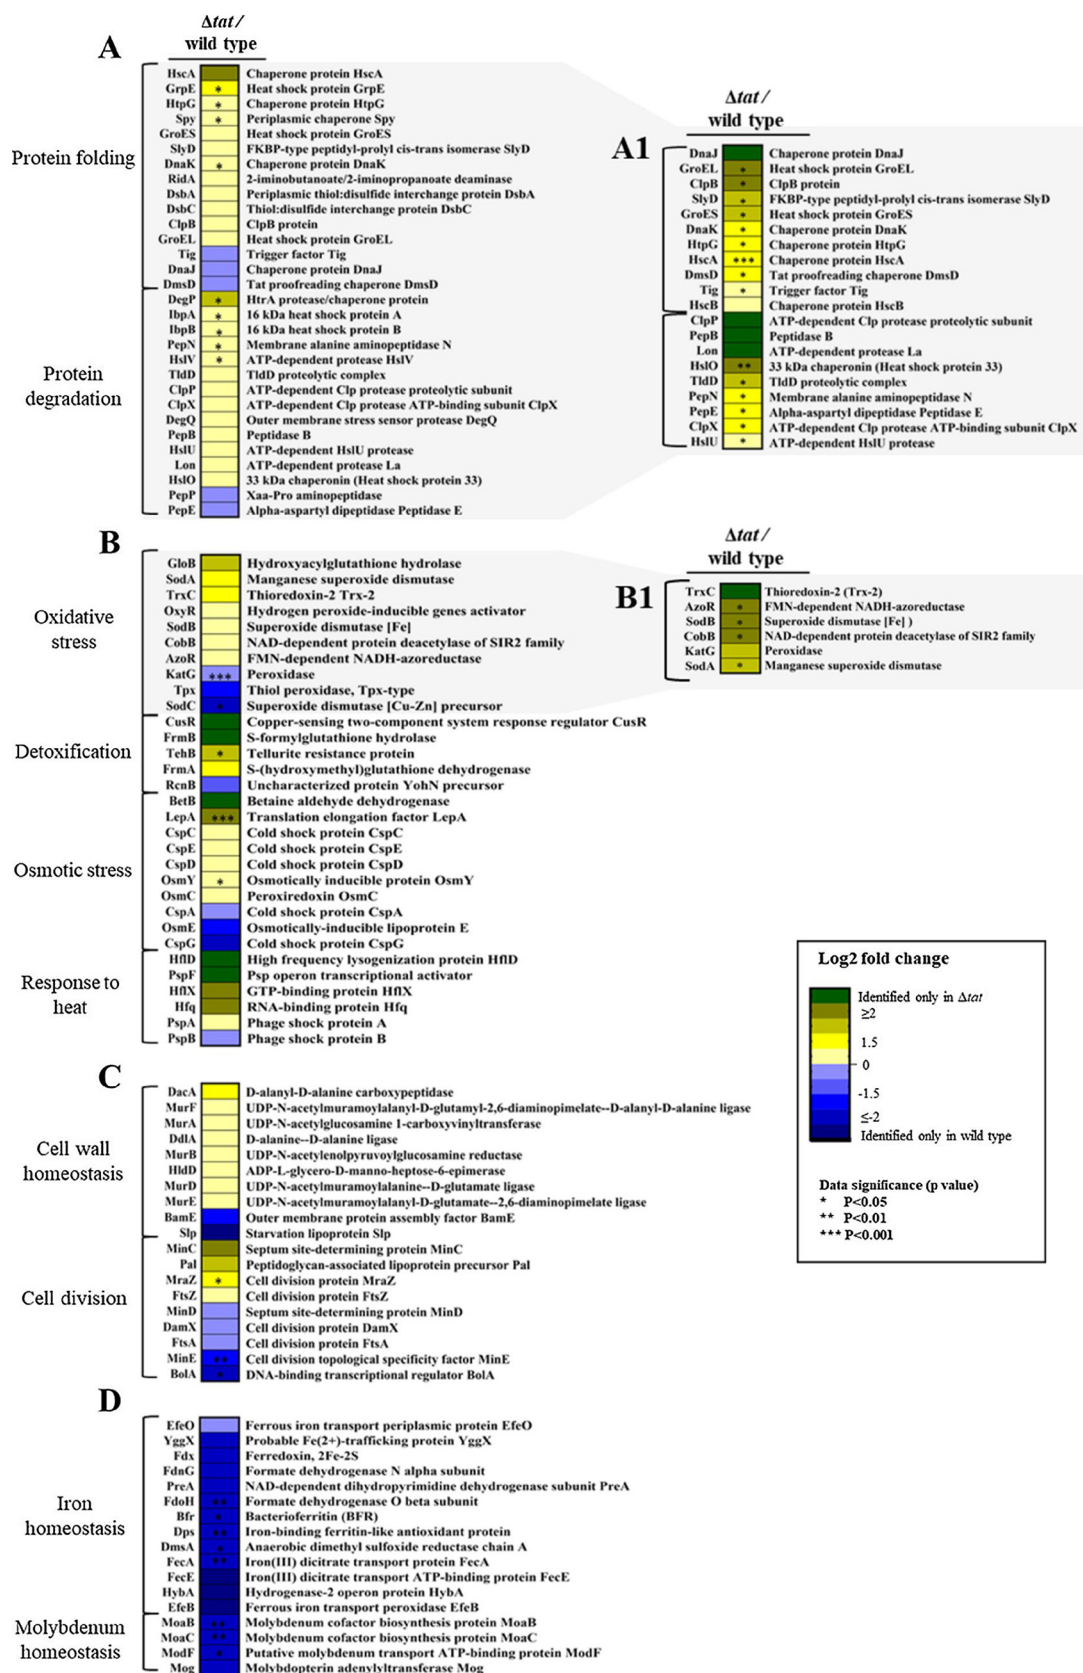 A
Δtat /
wild type
Protein folding
HscA Chaperone protein HscA
GrpE * Heat shock protein GrpE
HtpG * Chaperone protein HtpG
Spy * Periplasmic chaperone Spy
GroES Heat shock protein GroES
SlyD FKBP-type peptidyl-prolyl cis-trans isomerase SlyD
DnaK * Chaperone protein DnaK
RidA 2-iminobutanoate/2-iminopropanoate deaminase
DsbA Periplasmic thiol:disulfide interchange protein DsbA
DsbC Thiol:disulfide interchange protein DsbC
ClpB ClpB protein
GroEL Heat shock protein GroEL
Tig Trigger factor Tig
DnaJ Chaperone protein DnaJ
DmsD Tat proofreading chaperone DmsD
Protein
degradation
DegP * HtrA protease/chaperone protein
IbpA * 16 kDa heat shock protein A
IbpB * 16 kDa heat shock protein B
PepN * Membrane alanine aminopeptidase N
HslV * ATP-dependent protease HslV
TldD TldD proteolytic complex
ClpP ATP-dependent Clp protease proteolytic subunit
ClpX ATP-dependent Clp protease ATP-binding subunit ClpX
DegQ Outer membrane stress sensor protease DegQ
PepB Peptidase B
HslU ATP-dependent HslU protease
Lon ATP-dependent protease La
HslO 33 kDa chaperonin (Heat shock protein 33)
PepP Xaa-Pro aminopeptidase
PepE Alpha-aspartyl dipeptidase Peptidase E
A1
Δtat /
wild type
DnaJ Chaperone protein DnaJ
GroEL * Heat shock protein GroEL
ClpB * ClpB protein
SlyD * FKBP-type peptidyl-prolyl cis-trans isomerase SlyD
GroES * Heat shock protein GroES
DnaK * Chaperone protein DnaK
HtpG * Chaperone protein HtpG
HscA *** Chaperone protein HscA
DmsD * Tat proofreading chaperone DmsD
Tig * Trigger factor Tig
HscB Chaperone protein HscB
ClpP ATP-dependent Clp protease proteolytic subunit
PepB Peptidase B
Lon ATP-dependent protease La
HslO ** 33 kDa chaperonin (Heat shock protein 33)
TldD * TldD proteolytic complex
PepN * Membrane alanine aminopeptidase N
PepE * Alpha-aspartyl dipeptidase Peptidase E
ClpX * ATP-dependent Clp protease ATP-binding subunit ClpX
HslU * ATP-dependent HslU protease
B
Oxidative
stress
GloB Hydroxyacylglutathione hydrolase
SodA Manganese superoxide dismutase
TrxC Thioredoxin-2 Trx-2
OxyR Hydrogen peroxide-inducible genes activator
SodB Superoxide dismutase [Fe]
CobB NAD-dependent protein deacetylase of SIR2 family
AzoR FMN-dependent NADH-azoreductase
KatG *** Peroxidase
Tpx Thiol peroxidase, Tpx-type
SodC * Superoxide dismutase [Cu-Zn] precursor
Detoxification
CusR Copper-sensing two-component system response regulator CusR
FrmB S-formylglutathione hydrolase
TehB * Tellurite resistance protein
FrmA S-(hydroxymethyl)glutathione dehydrogenase
RcnB Uncharacterized protein YohN precursor
Osmotic stress
BetB Betaine aldehyde dehydrogenase
LepA *** Translation elongation factor LepA
CspC Cold shock protein CspC
CspE Cold shock protein CspE
CspD Cold shock protein CspD
OsmY * Osmotically inducible protein OsmY
OsmC Peroxiredoxin OsmC
CspA Cold shock protein CspA
OsmE Osmotically-inducible lipoprotein E
CspG Cold shock protein CspG
Response to
heat
HflD High frequency lysogenization protein HflD
PspF Psp operon transcriptional activator
HflX GTP-binding protein HflX
Hfq RNA-binding protein Hfq
PspA Phage shock protein A
PspB Phage shock protein B
B1
Δtat /
wild type
TrxC Thioredoxin-2 (Trx-2)
AzoR * FMN-dependent NADH-azoreductase
SodB * Superoxide dismutase [Fe] )
CobB * NAD-dependent protein deacetylase of SIR2 family
KatG Peroxidase
SodA * Manganese superoxide dismutase
Log2 fold change
Identified only in Δtat
≥2
1.5
0
-1.5
≤-2
Identified only in wild type
Data significance (p value)
* P<0.05
** P<0.01
*** P<0.001
C
Cell wall
homeostasis
DacA D-alanyl-D-alanine carboxypeptidase
MurF UDP-N-acetylmuramoylalanyl-D-glutamyl-2,6-diaminopimelate--D-alanyl-D-alanine ligase
MurA UDP-N-acetylglucosamine 1-carboxyvinyltransferase
DdlA D-alanine--D-alanine ligase
MurB UDP-N-acetylenolpyruvoylglucosamine reductase
HldD ADP-L-glycero-D-manno-heptose-6-epimerase
MurD UDP-N-acetylmuramoylalanine--D-glutamate ligase
MurE UDP-N-acetylmuramoylalanyl-D-glutamate--2,6-diaminopimelate ligase
BamE Outer membrane protein assembly factor BamE
Slp Starvation lipoprotein Slp
Cell division
MinC Septum site-determining protein MinC
Pal Peptidoglycan-associated lipoprotein precursor Pal
MraZ * Cell division protein MraZ
FtsZ Cell division protein FtsZ
MinD Septum site-determining protein MinD
DamX Cell division protein DamX
FtsA Cell division protein FtsA
MinE ** Cell division topological specificity factor MinE
BolA * DNA-binding transcriptional regulator BolA
D
Iron
homeostasis
EfeO Ferrous iron transport periplasmic protein EfeO
YggX Probable Fe(2+)-trafficking protein YggX
Fdx Ferredoxin, 2Fe-2S
FdnG Formate dehydrogenase N alpha subunit
PreA NAD-dependent dihydropyrimidine dehydrogenase subunit PreA
FdoH ** Formate dehydrogenase O beta subunit
Bfr * Bacterioferritin (BFR)
Dps ** Iron-binding ferritin-like antioxidant protein
DmsA * Anaerobic dimethyl sulfoxide reductase chain A
FecA ** Iron(III) dicitrate transport protein FecA
FecE Iron(III) dicitrate transport ATP-binding protein FecE
HybA Hydrogenase-2 operon protein HybA
EfeB Ferrous iron transport peroxidase EfeB
Molybdenum
homeostasis
MoaB ** Molybdenum cofactor biosynthesis protein MoaB
MoaC ** Molybdenum cofactor biosynthesis protein MoaC
ModF * Putative molybdenum transport ATP-binding protein ModF
Mog Molybdopterin adenylyltransferase Mog